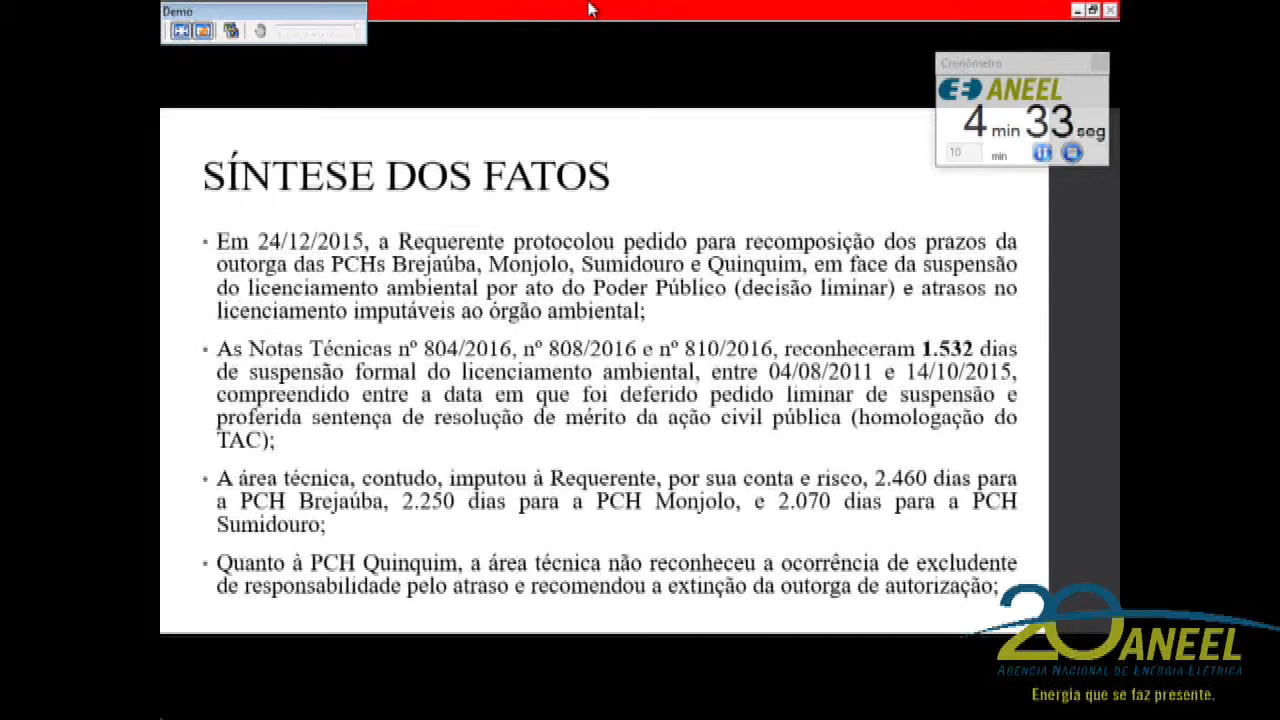 Demo
Cronômetro
ANEEL
4 min 33 seg
10 min
SÍNTESE DOS FATOS
• Em 24/12/2015, a Requerente protocolou pedido para recomposição dos prazos da
outorga das PCHs Brejaúba, Monjolo, Sumidouro e Quinquim, em face da suspensão
do licenciamento ambiental por ato do Poder Público (decisão liminar) e atrasos no
licenciamento imputáveis ao órgão ambiental;
• As Notas Técnicas nº 804/2016, nº 808/2016 e nº 810/2016, reconheceram 1.532 dias
de suspensão formal do licenciamento ambiental, entre 04/08/2011 e 14/10/2015,
compreendido entre a data em que foi deferido pedido liminar de suspensão e
proferida sentença de resolução de mérito da ação civil pública (homologação do
TAC);
• A área técnica, contudo, imputou à Requerente, por sua conta e risco, 2.460 dias para
a PCH Brejaúba, 2.250 dias para a PCH Monjolo, e 2.070 dias para a PCH
Sumidouro;
• Quanto à PCH Quinquim, a área técnica não reconheceu a ocorrência de excludente
de responsabilidade pelo atraso e recomendou a extinção da outorga de autorização;
20 ANEEL
AGENCIA NACIONAL DE ENERGIA ELÉTRICA
Energia que se faz presente.